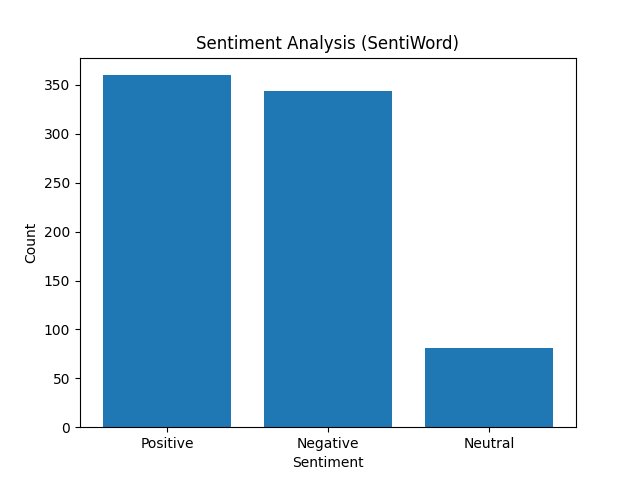 Sentiment Analysis (SentiWord)
350
300
250
200
150
100
50
0
Count
Positive Negative Neutral
Sentiment